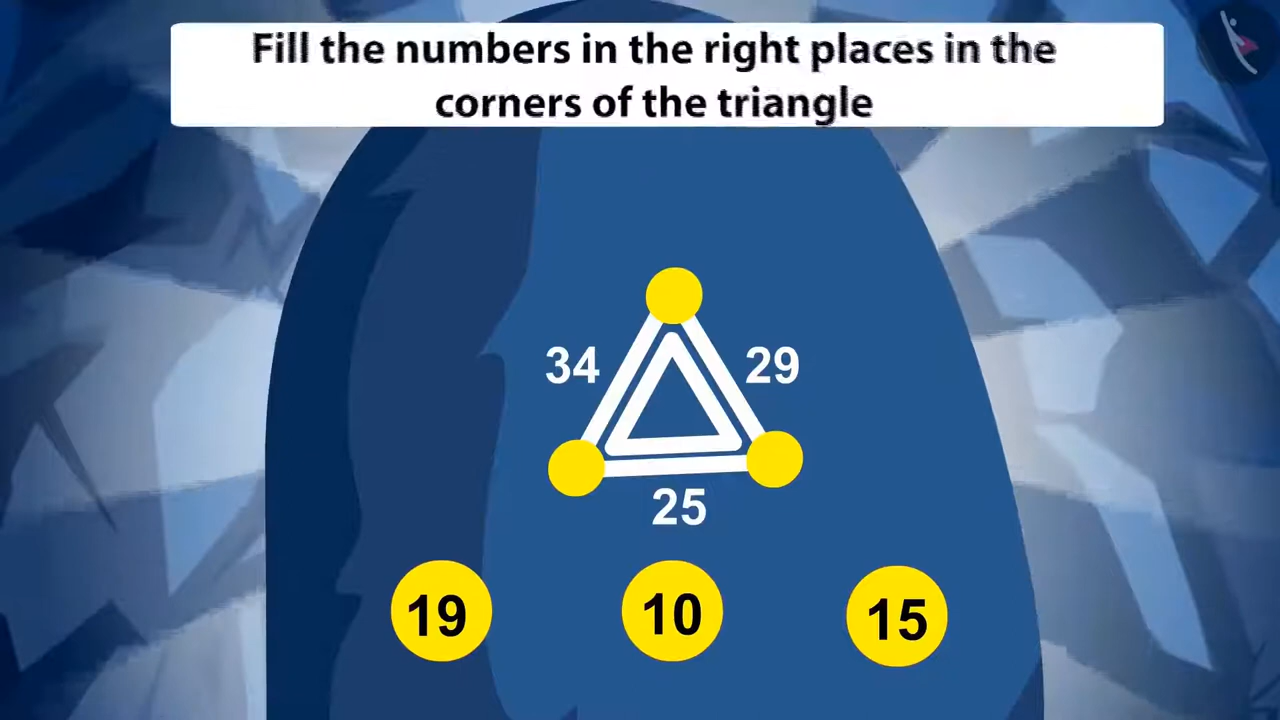 Fill the numbers in the right places in the
corners of the triangle
34 29
25
19 10 15